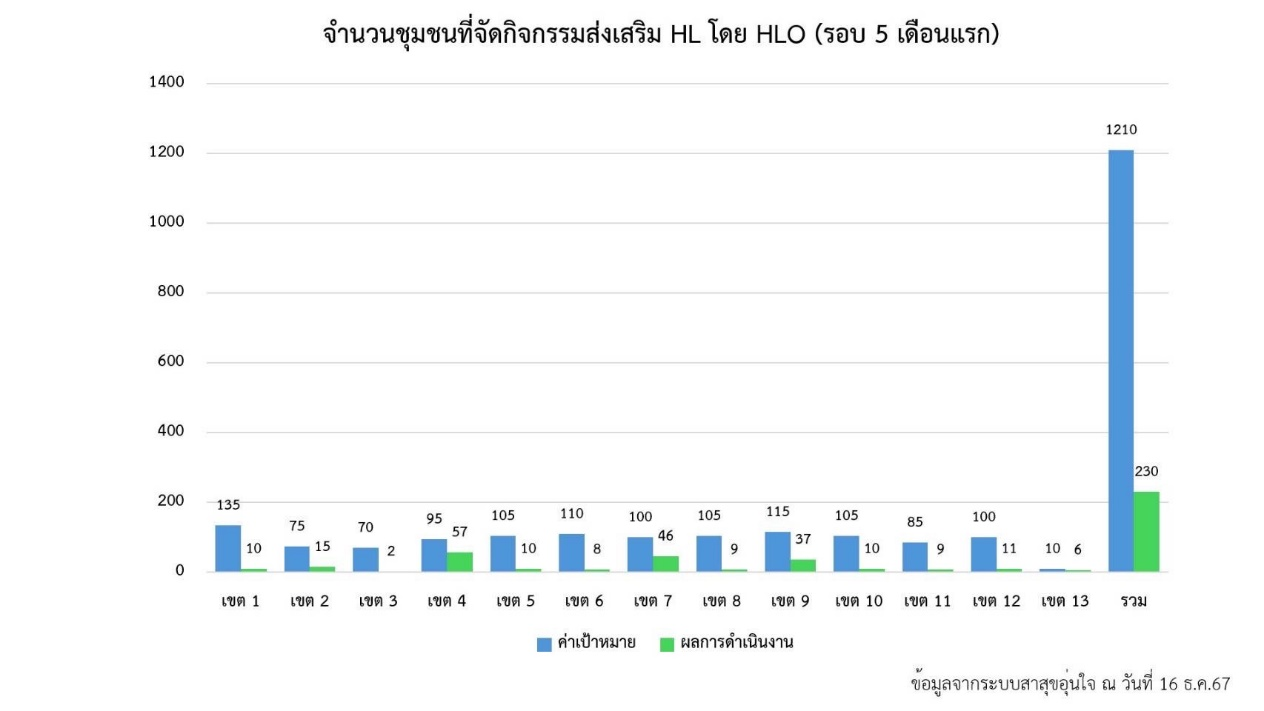 จำนวนชุมชนที่จัดกิจกรรมส่งเสริม HL โดย HLO (รอบ 5 เดือนแรก)
1400
1200
1000
800
600
400
200
0
135 75 70 95 105 110 100 105 115 105 85 100 10 1210
10 15 2 57 10 8 46 9 37 10 9 11 6 230
เขต 1 เขต 2 เขต 3 เขต 4 เขต 5 เขต 6 เขต 7 เขต 8 เขต 9 เขต 10 เขต 11 เขต 12 เขต 13 รวม
ค่าเป้าหมาย ผลการดำเนินงาน
ข้อมูลจากระบบสาสุขอุ่นใจ ณ วันที่ 16 ธ.ค.67